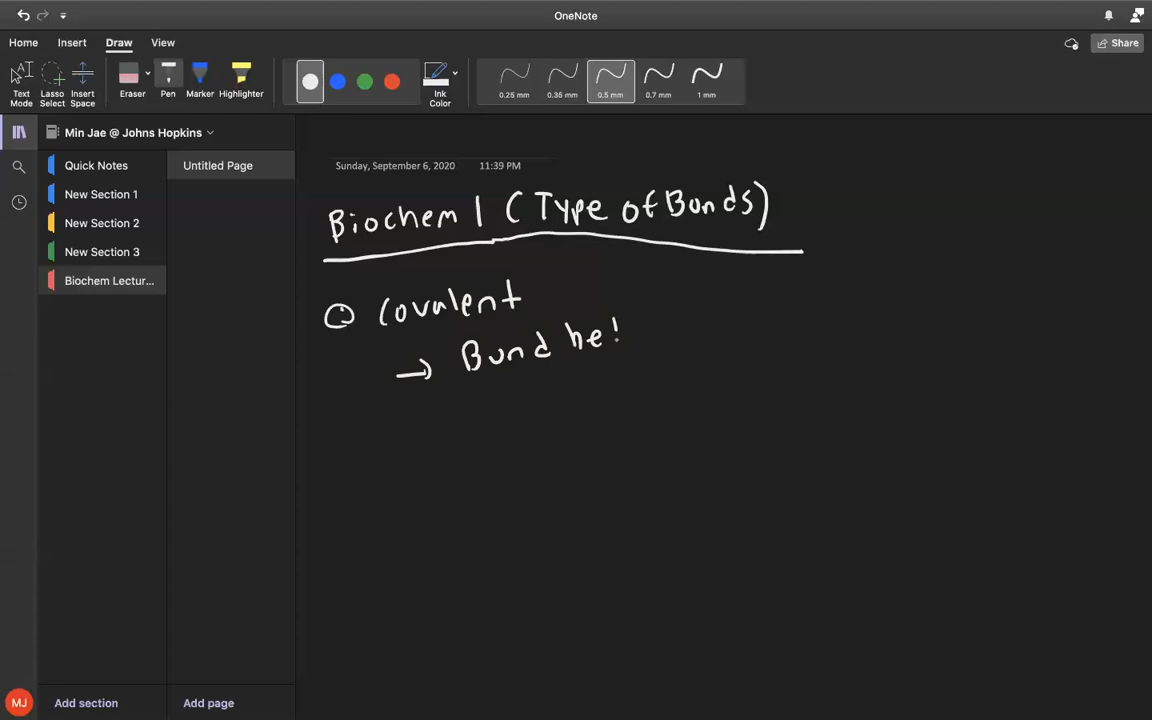 OneNote
Home Insert Draw View
Share
Text Mode
Lasso Select
Insert Space
Eraser
Pen
Marker
Highlighter
Ink Color
0.25 mm
0.35 mm
0.5 mm
0.7 mm
1 mm
Min Jae @ Johns Hopkins
Quick Notes
New Section 1
New Section 2
New Section 3
Biochem Lectur...
Untitled Page
Sunday, September 6, 2020 11:39 PM
Biochem 1 (Type of Bonds)
Covalent
→ Bond
MJ
Add section
Add page